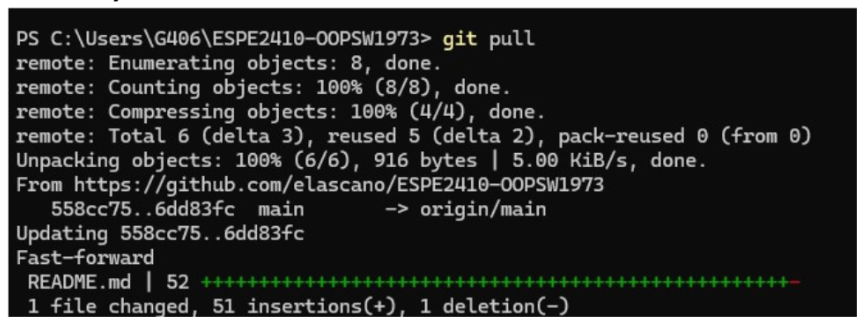 PS C:\Users\G406\ESPE2410-OOPSW1973> git pull
remote: Enumerating objects: 8, done.
remote: Counting objects: 100% (8/8), done.
remote: Compressing objects: 100% (4/4), done.
remote: Total 6 (delta 3), reused 5 (delta 2), pack-reused 0 (from 0)
Unpacking objects: 100% (6/6), 916 bytes | 5.00 KiB/s, done.
From https://github.com/elascano/ESPE2410-OOPSW1973
   558cc75..6dd83fc  main       -> origin/main
Updating 558cc75..6dd83fc
Fast-forward
 README.md | 52 +++++++++++++++++++++++++++++++++++++++++++++++++++-
 1 file changed, 51 insertions(+), 1 deletion(-)